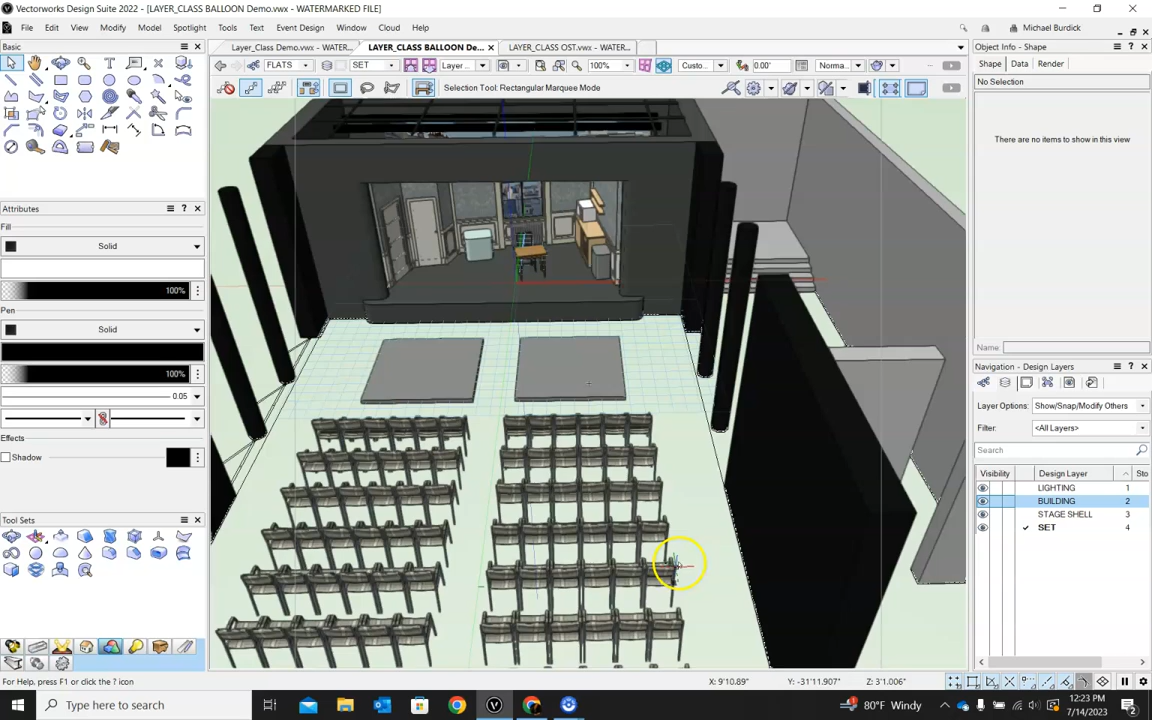 Vectorworks Design Suite 2022 - [LAYER_CLASS BALLOON Demo.vwx - WATERMARKED FILE]
File Edit View Modify Model Spotlight Tools Text Event Design Window Cloud Help
Michael Burdick
Basic
Layer_Class Demo.vwx - WATER...
LAYER_CLASS BALLOON De...
LAYER_CLASS OST.vwx - WATER...
Object Info - Shape
FLATS
SET
Layer ...
100%
Custo...
0.00°
Norma...
Shape Data Render
Selection Tool: Rectangular Marquee Mode
No Selection
There are no items to show in this view
Attributes
Fill
Solid
100%
Pen
Solid
100%
0.05
Effects
Shadow
Name:
Navigation - Design Layers
Layer Options: Show/Snap/Modify Others
Filter: <All Layers>
Search
Visibility Design Layer Sto
LIGHTING 1
BUILDING 2
STAGE SHELL 3
SET 4
Tool Sets
For Help, press F1 or click the ? icon
X: 9'10.89" Y: -31'11.907" Z: 3'1.006"
Type here to search
80°F Windy
12:23 PM
7/14/2023
2